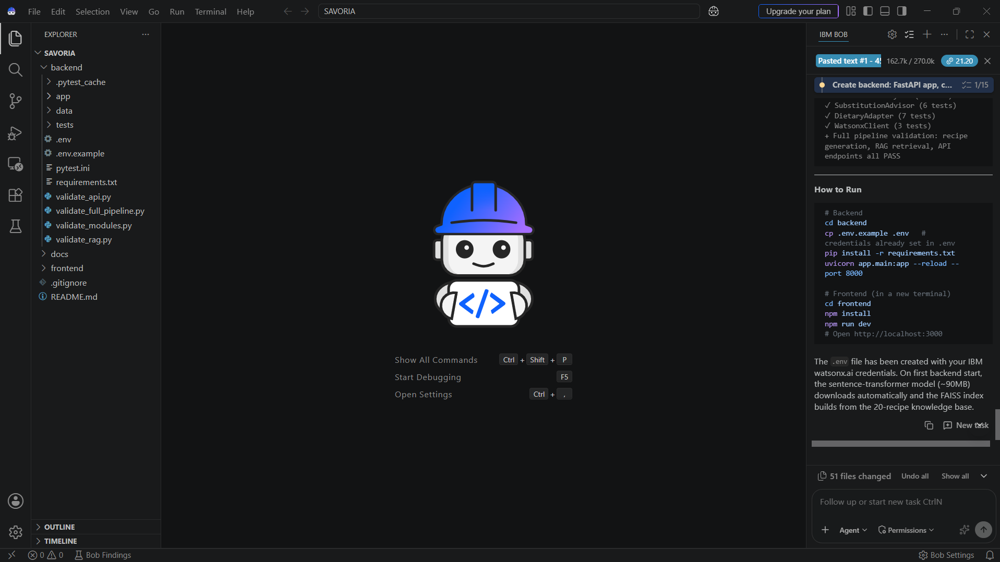 File Edit Selection View Go Run Terminal Help
SAVORIA
Upgrade your plan
EXPLORER
SAVORIA
backend
.pytest_cache
app
data
tests
.env
.env.example
pytest.ini
requirements.txt
validate_api.py
validate_full_pipeline.py
validate_modules.py
validate_rag.py
docs
frontend
.gitignore
README.md
OUTLINE
TIMELINE
</>
Show All Commands Ctrl + Shift + P
Start Debugging F5
Open Settings Ctrl + ,
IBM BOB
Pasted text #1 - 45 162.7k / 270.0k 21.20
Create backend: FastAPI app, c... 1/15
✓ SubstitutionAdvisor (6 tests)
✓ DietaryAdapter (7 tests)
✓ WatsonxClient (3 tests)
+ Full pipeline validation: recipe
generation, RAG retrieval, API
endpoints all PASS
How to Run
# Backend
cd backend
cp .env.example .env #
credentials already set in .env
pip install -r requirements.txt
uvicorn app.main:app --reload --
port 8000
# Frontend (in a new terminal)
cd frontend
npm install
npm run dev
# Open http://localhost:3000
The .env file has been created with your IBM
watsonx.ai credentials. On first backend start,
the sentence-transformer model (~90MB)
downloads automatically and the FAISS index
builds from the 20-recipe knowledge base.
New task
51 files changed Undo all Show all
Follow up or start new task CtrlN
Agent Permissions
0 0 Bob Findings
Bob Settings